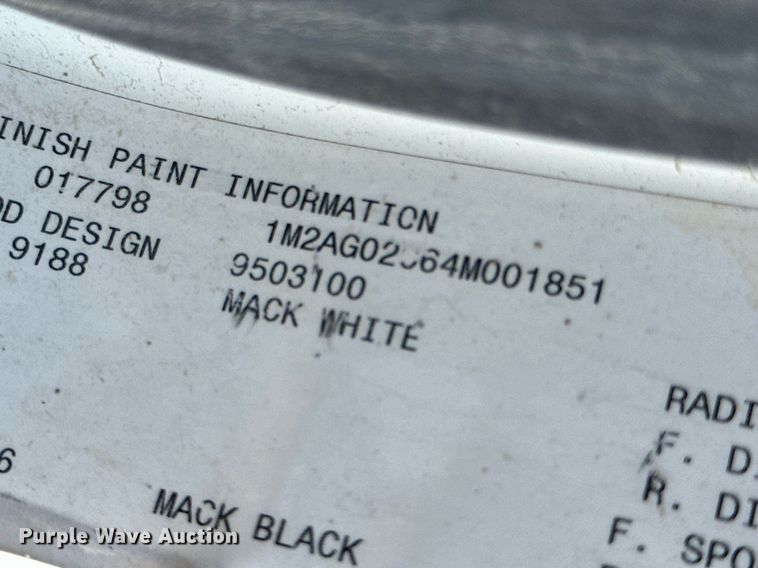 INISH PAINT INFORMATION
017798
1M2AG02 64M001851
D DESIGN
9503100
9188
MACK WHITE
6
RADI
F. D
R. DI
F. SPO
MACK BLACK
Purple Wave Auction